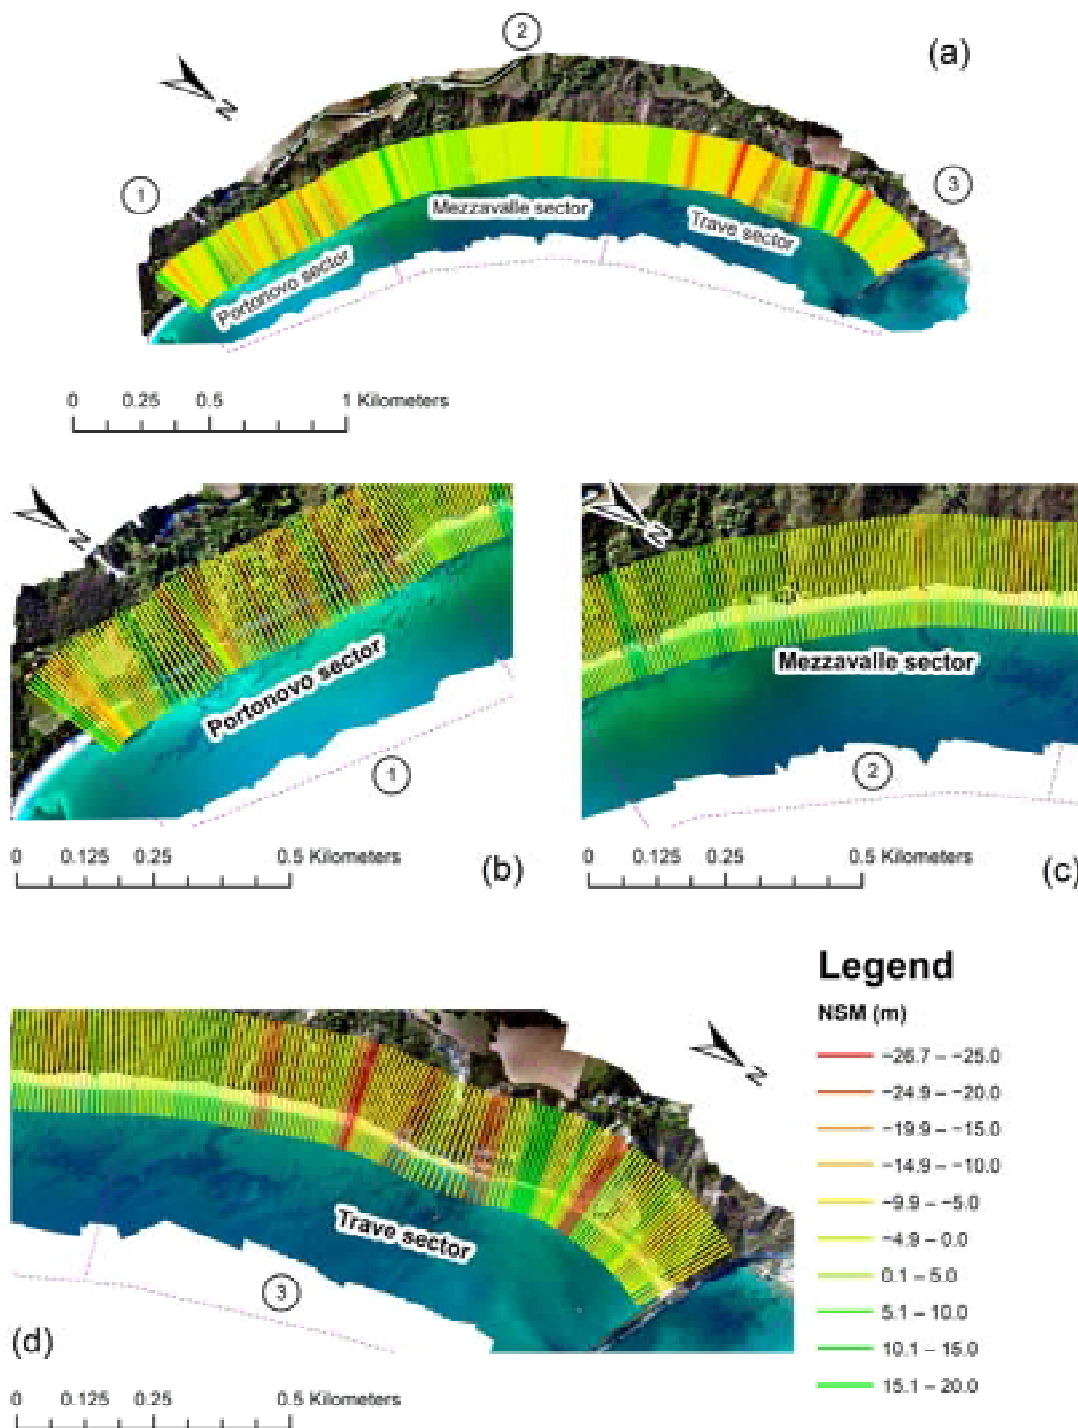 2
(a)
N
1
3
Mezzavalle sector
Trave sector
Portonovo sector
0 0.25 0.5 1 Kilometers
N
N
Mezzavalle sector
Portonovo sector
1
2
0 0.125 0.25 0.5 Kilometers
(b)
0 0.125 0.25 0.5 Kilometers
(c)
Legend
NSM (m)
−26.7 – −25.0
−24.9 – −20.0
−19.9 – −15.0
−14.9 – −10.0
−9.9 – −5.0
−4.9 – 0.0
0.1 – 5.0
5.1 – 10.0
10.1 – 15.0
15.1 – 20.0
N
Trave sector
3
(d)
0 0.125 0.25 0.5 Kilometers